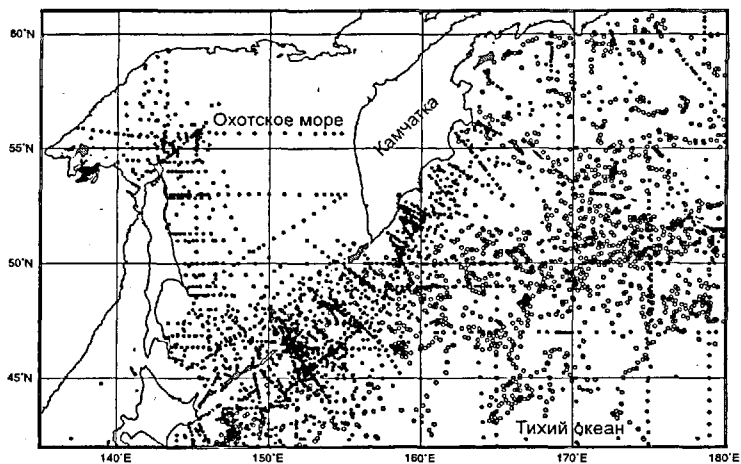 60°N
Охотское море
Камчатка
55°N
50°N
45°N
Тихий океан
140°E
150°E
160°E
170°E
180°E